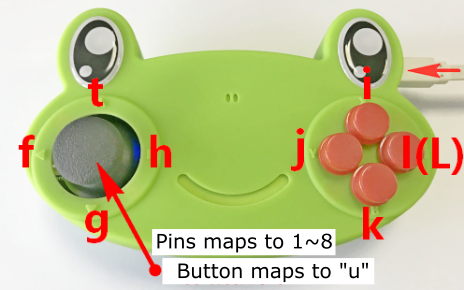 t
i
f
h
j
l(L)
g
k
Pins maps to 1~8
Button maps to "u"